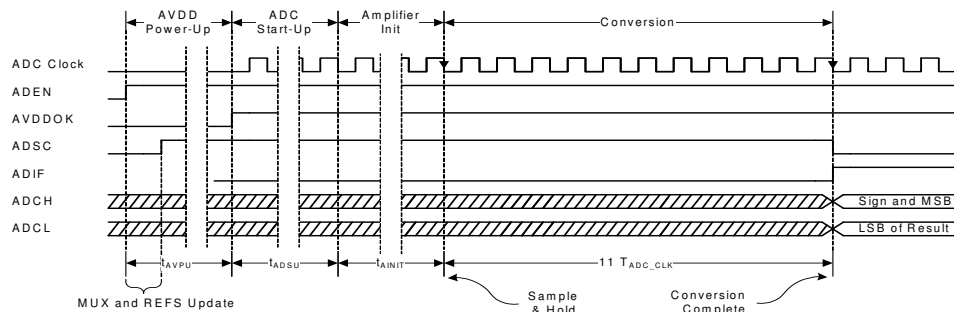 AVDD
Power-Up
ADC
Start-Up
Amplifier
Init
Conversion
ADC Clock
ADEN
AVDDOK
ADSC
ADIF
ADCH
Sign and MSB
ADCL
LSB of Result
tAVPU
tADSU
tAINIT
11 TADC_CLK
MUX and REFS Update
Sample
& Hold
Conversion
Complete